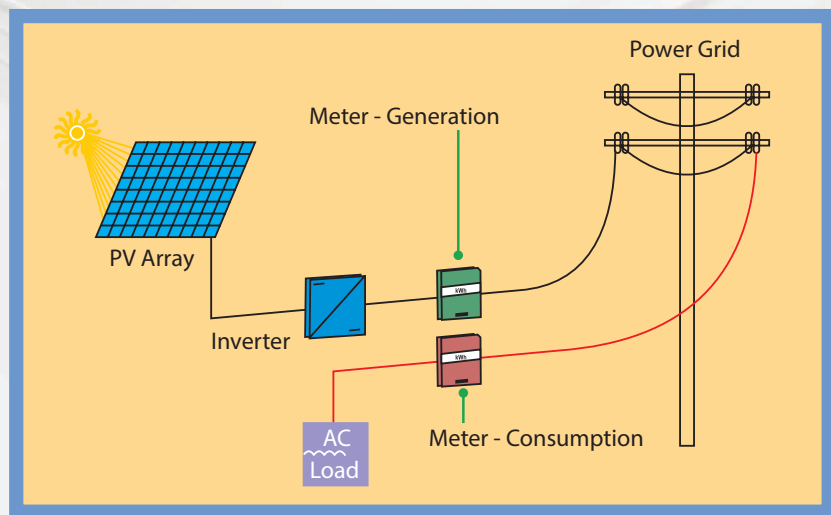 Power Grid
Meter - Generation
PV Array
kWh
Inverter
kWh
Meter - Consumption
AC
Load